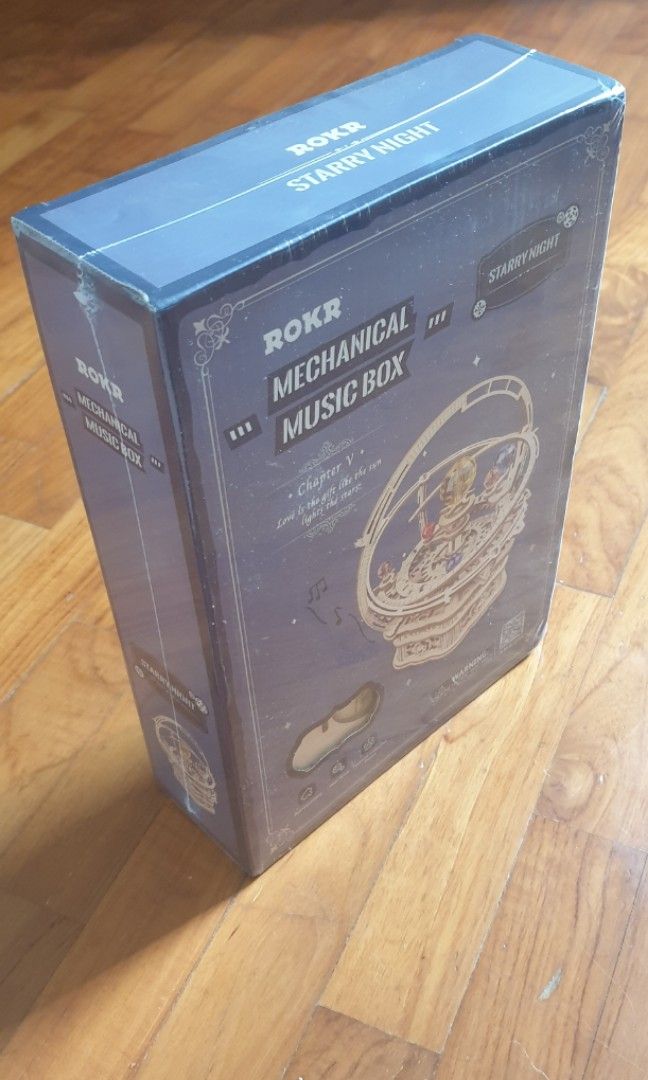 ROKR
STARRY NIGHT
ROKR
MECHANICAL
MUSIC BOX
STARRY NIGHT
ROKR
MECHANICAL
MUSIC BOX
STARRY NIGHT
Chapter V
Love is the gift like the sun
lights the stars.
WARNING